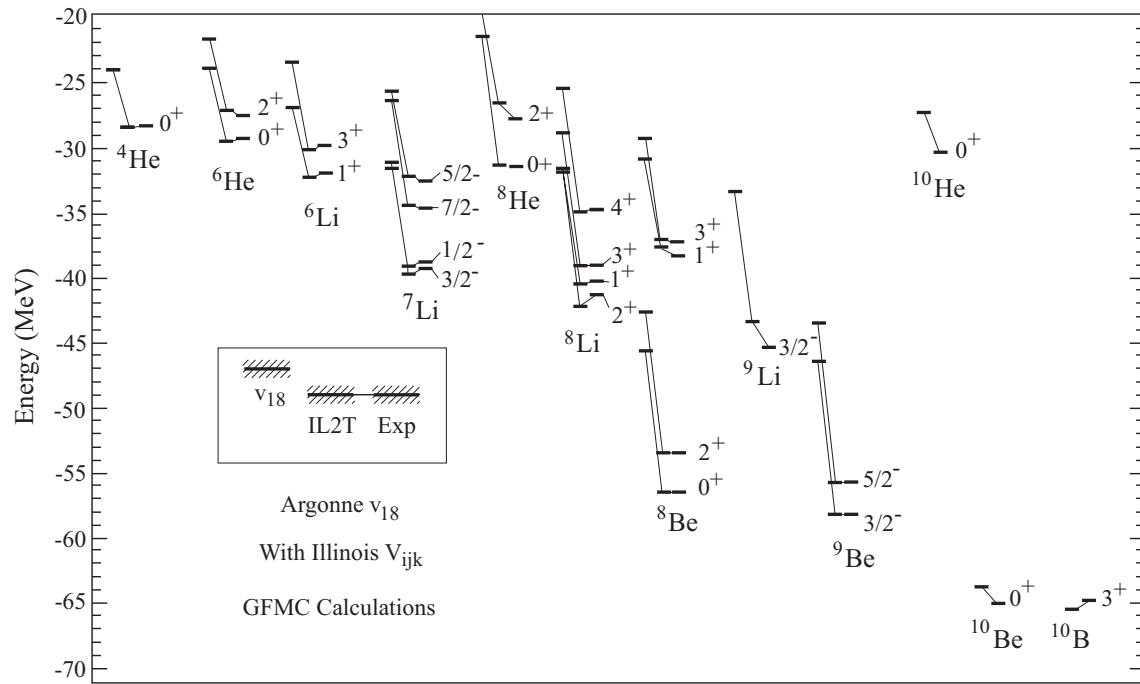 Energy (MeV)
-20
-25
-30
-35
-40
-45
-50
-55
-60
-65
-70
0⁺
⁴He
2⁺
0⁺
⁶He
3⁺
1⁺
⁶Li
5/2-
7/2-
1/2⁻
3/2⁻
⁷Li
2+
0+
⁸He
4⁺
3⁺
1⁺
2⁺
⁸Li
3⁺
1⁺
2⁺
0⁺
⁸Be
3/2⁻
⁹Li
5/2⁻
3/2⁻
⁹Be
0⁺
¹⁰He
0⁺
¹⁰Be
3⁺
¹⁰B
v₁₈
IL2T Exp
Argonne v₁₈
With Illinois Vᵢⱼₖ
GFMC Calculations